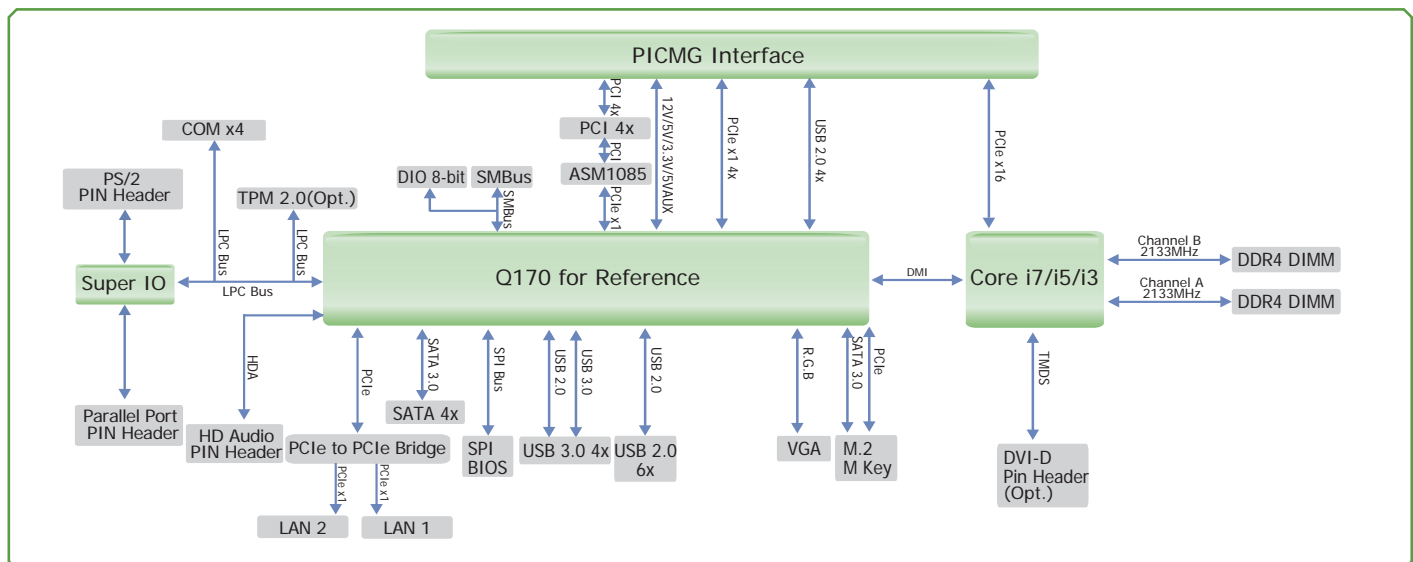 PICMG Interface
PCI 4x
12V/5V/3.3V/5VAUX
PCIe x1 4x
USB 2.0 4x
PCIe x16
COM x4
PCI 4x
PCI
PS/2
PIN Header
DIO 8-bit
SMBus
ASM1085
TPM 2.0(Opt.)
SMBus
PCIe x1
LPC Bus
LPC Bus
Super IO
LPC Bus
Q170 for Reference
DMI
Core i7/i5/i3
Channel B
2133MHz
DDR4 DIMM
Channel A
2133MHz
DDR4 DIMM
HDA
PCIe
SATA 3.0
SPI Bus
USB 2.0
USB 3.0
USB 2.0
R.G.B
SATA 3.0
PCIe
TMDS
Parallel Port
PIN Header
HD Audio
PIN Header
PCIe to PCIe Bridge
SATA 4x
SPI
BIOS
USB 3.0 4x
USB 2.0
6x
VGA
M.2
M Key
DVI-D
Pin Header
(Opt.)
PCIe x1
PCIe x1
LAN 2
LAN 1